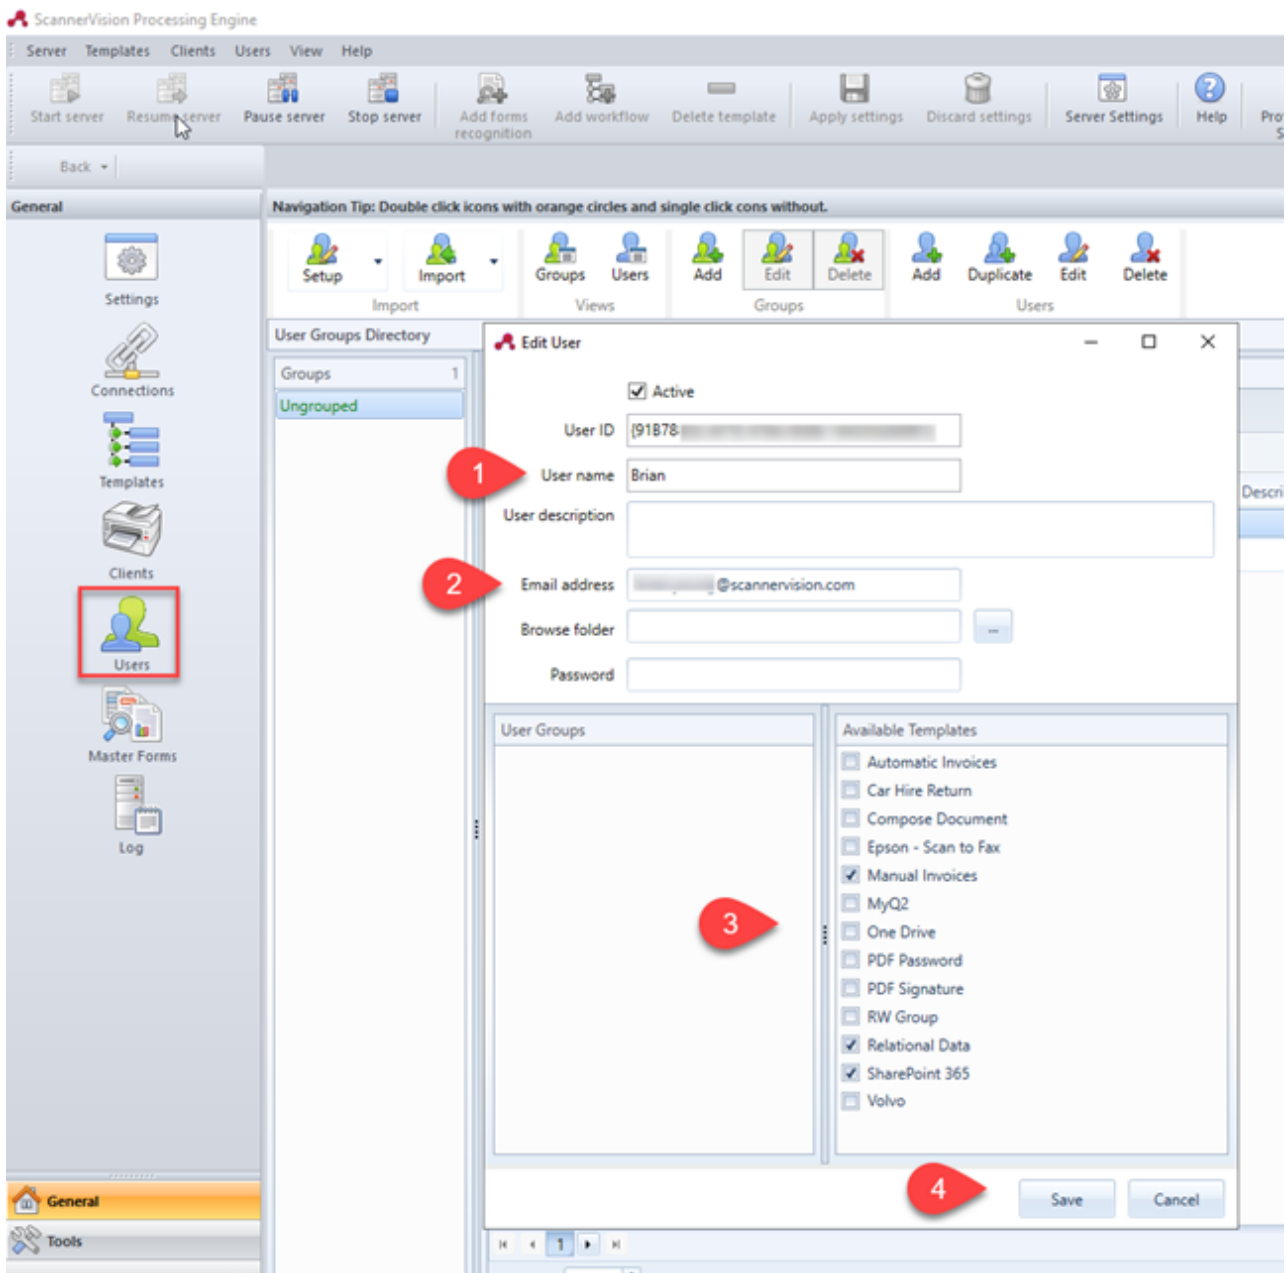 ScannerVision Processing Engine
Server Templates Clients Users View Help
Start server Resume server Pause server Stop server Add forms recognition Add workflow Delete template Apply settings Discard settings Server Settings Help
Back
General
Navigation Tip: Double click icons with orange circles and single click cons without.
Setup Import Groups Users Add Edit Delete Add Duplicate Edit Delete
Import Views Groups Users
Settings
Connections
Templates
Clients
Users
Master Forms
Log
General
Tools
User Groups Directory
Groups 1
Ungrouped
Edit User
Active
User ID {91B78
1 User name Brian
User description
2 Email address @scannervision.com
Browse folder ...
Password
User Groups
3
Available Templates
Automatic Invoices
Car Hire Return
Compose Document
Epson - Scan to Fax
Manual Invoices
MyQ2
One Drive
PDF Password
PDF Signature
RW Group
Relational Data
SharePoint 365
Volvo
4 Save Cancel
1